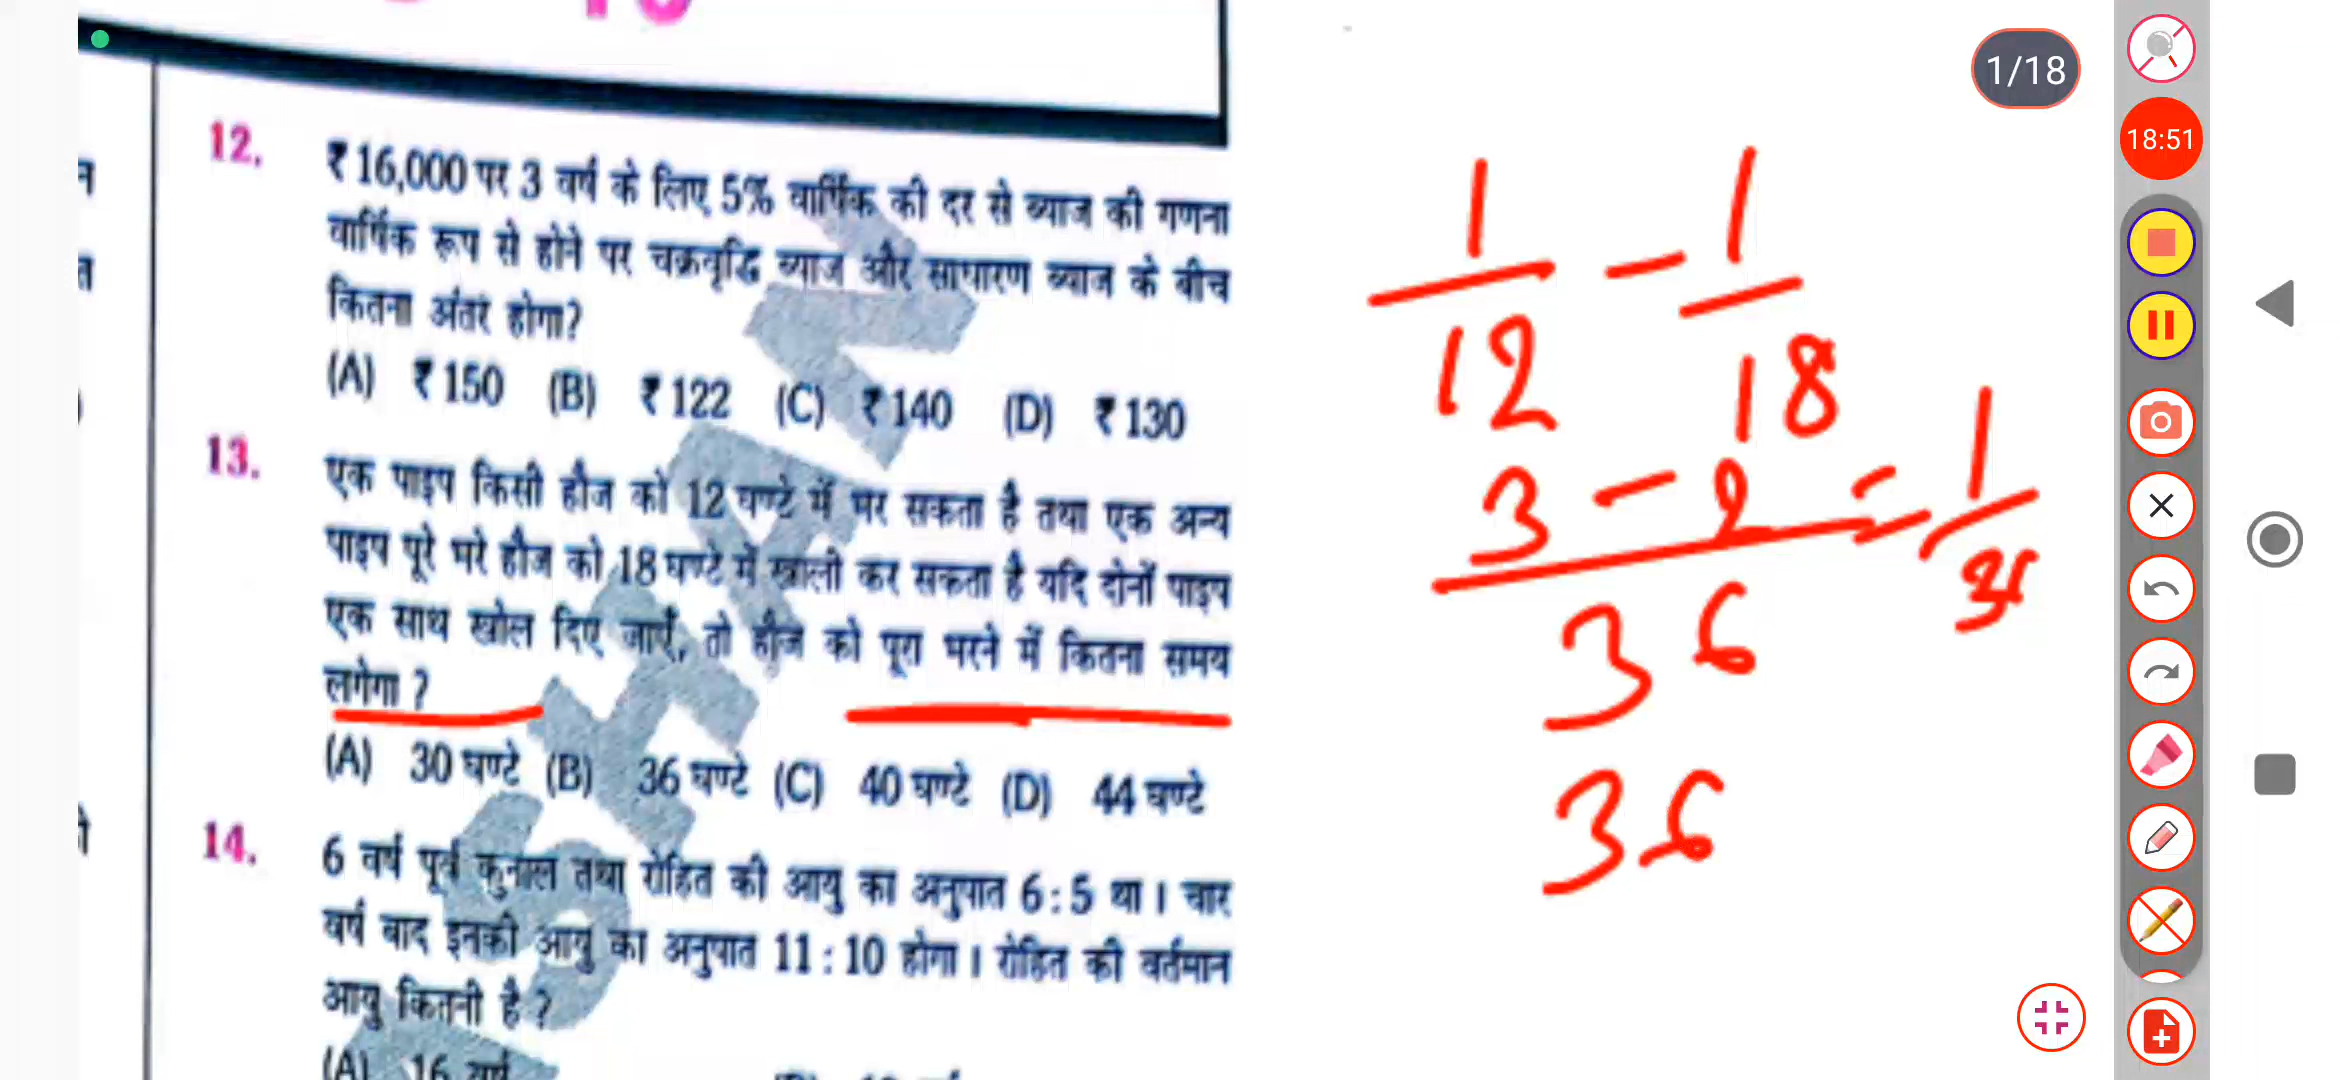 1/18
18:51
12. ₹ 16,000 पर 3 वर्ष के लिए 5% वार्षिक की दर से ब्याज की गणना
वार्षिक रूप से होने पर चक्रवृद्धि ब्याज और साधारण ब्याज के बीच
कितना अंतर होगा?
(A) ₹ 150 (B) ₹ 122 (C) ₹ 140 (D) ₹ 130
13. एक पाइप किसी हौज को 12 घण्टे में भर सकता है तथा एक अन्य
पाइप पूरे भरे हौज को 18 घण्टे में खाली कर सकता है यदि दोनों पाइप
एक साथ खोल दिए जाएँ, तो हौज को पूरा भरने में कितना समय
लगेगा ?
(A) 30 घण्टे (B) 36 घण्टे (C) 40 घण्टे (D) 44 घण्टे
14. 6 वर्ष पूर्व कुनाल तथा रोहित की आयु का अनुपात 6 : 5 था। चार
वर्ष बाद इनकी आयु का अनुपात 11 : 10 होगा। रोहित की वर्तमान
आयु कितनी है ?
(A) 16 वर्ष
1 - 1
12 18
3 - 2 = 1
36 36
36